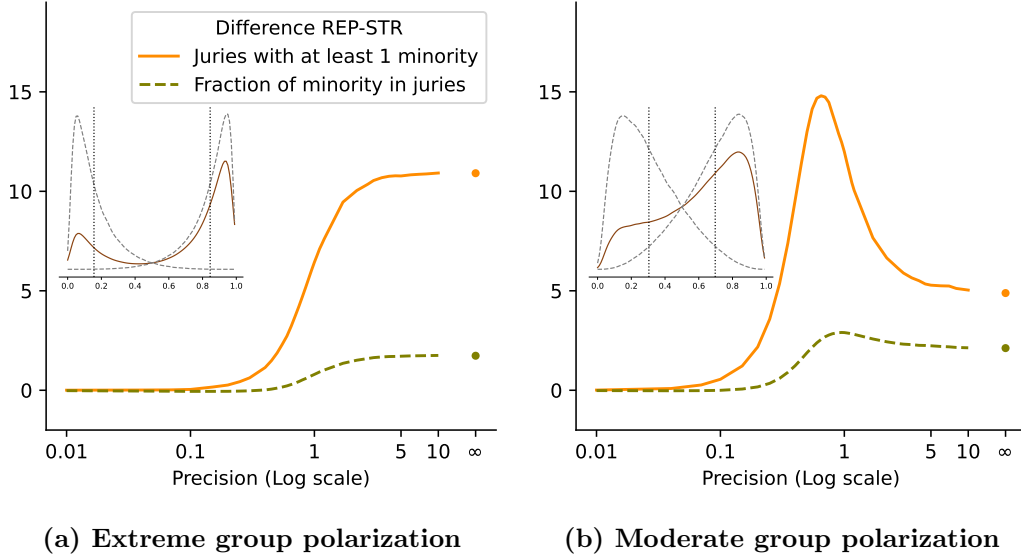 Difference REP-STR
Juries with at least 1 minority
Fraction of minority in juries
15
10
5
0
0.0 0.2 0.4 0.6 0.8 1.0
0.01 0.1 1 5 10 ∞
Precision (Log scale)
(a) Extreme group polarization
15
10
5
0
0.0 0.2 0.4 0.6 0.8 1.0
0.01 0.1 1 5 10 ∞
Precision (Log scale)
(b) Moderate group polarization